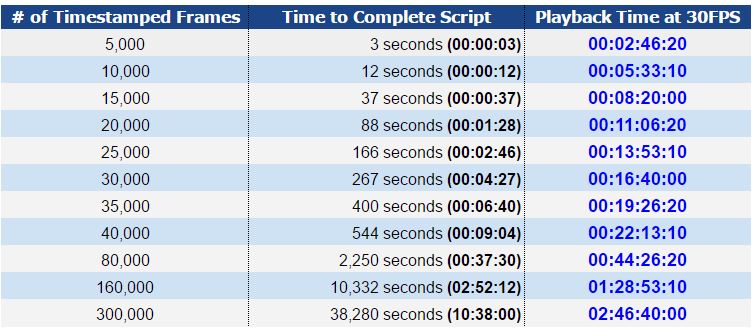 # of Timestamped Frames Time to Complete Script Playback Time at 30FPS
5,000 3 seconds (00:00:03) 00:02:46:20
10,000 12 seconds (00:00:12) 00:05:33:10
15,000 37 seconds (00:00:37) 00:08:20:00
20,000 88 seconds (00:01:28) 00:11:06:20
25,000 166 seconds (00:02:46) 00:13:53:10
30,000 267 seconds (00:04:27) 00:16:40:00
35,000 400 seconds (00:06:40) 00:19:26:20
40,000 544 seconds (00:09:04) 00:22:13:10
80,000 2,250 seconds (00:37:30) 00:44:26:20
160,000 10,332 seconds (02:52:12) 01:28:53:10
300,000 38,280 seconds (10:38:00) 02:46:40:00